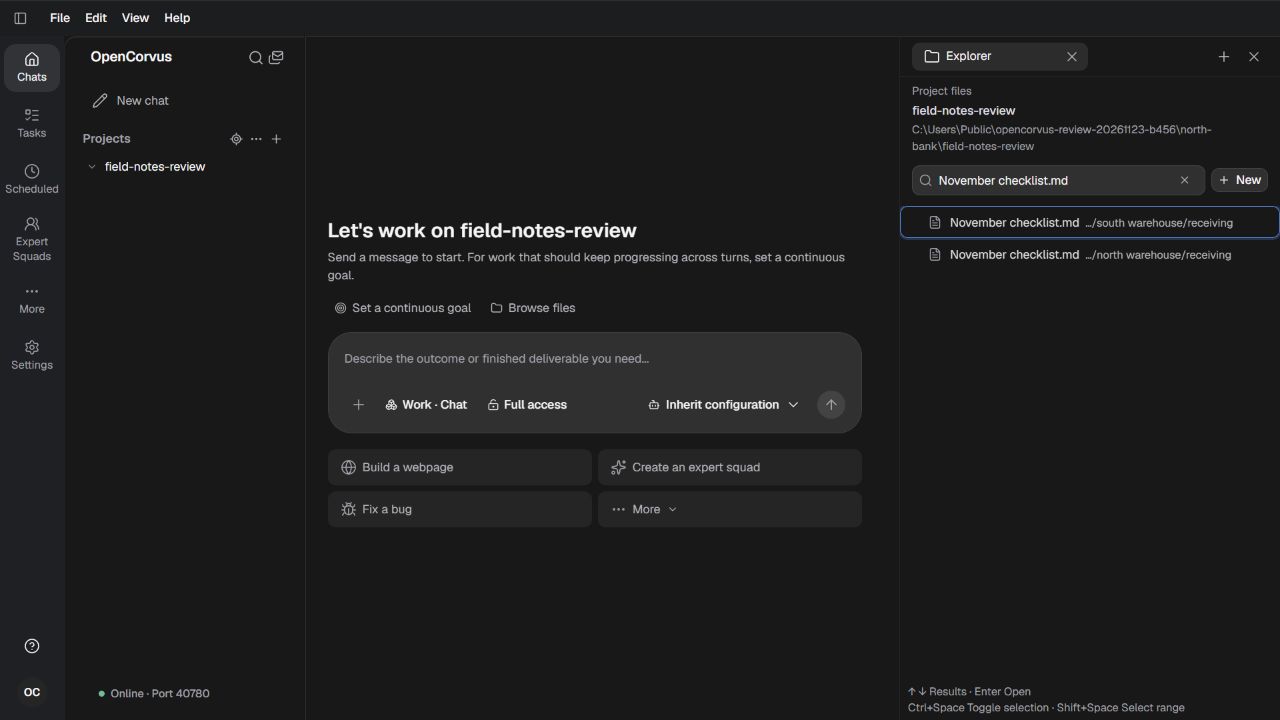 File Edit View Help
Chats
Tasks
Scheduled
Expert
Squads
More
Settings
OC
OpenCorvus
New chat
Projects
field-notes-review
Online · Port 40780
Let's work on field-notes-review
Send a message to start. For work that should keep progressing across turns, set a continuous
goal.
Set a continuous goal Browse files
Describe the outcome or finished deliverable you need...
Work · Chat Full access Inherit configuration
Build a webpage Create an expert squad
Fix a bug More
Explorer
Project files
field-notes-review
C:\Users\Public\opencorvus-review-20261123-b456\north-
bank\field-notes-review
November checklist.md New
November checklist.md .../south warehouse/receiving
November checklist.md .../north warehouse/receiving
↑↓ Results · Enter Open
Ctrl+Space Toggle selection · Shift+Space Select range